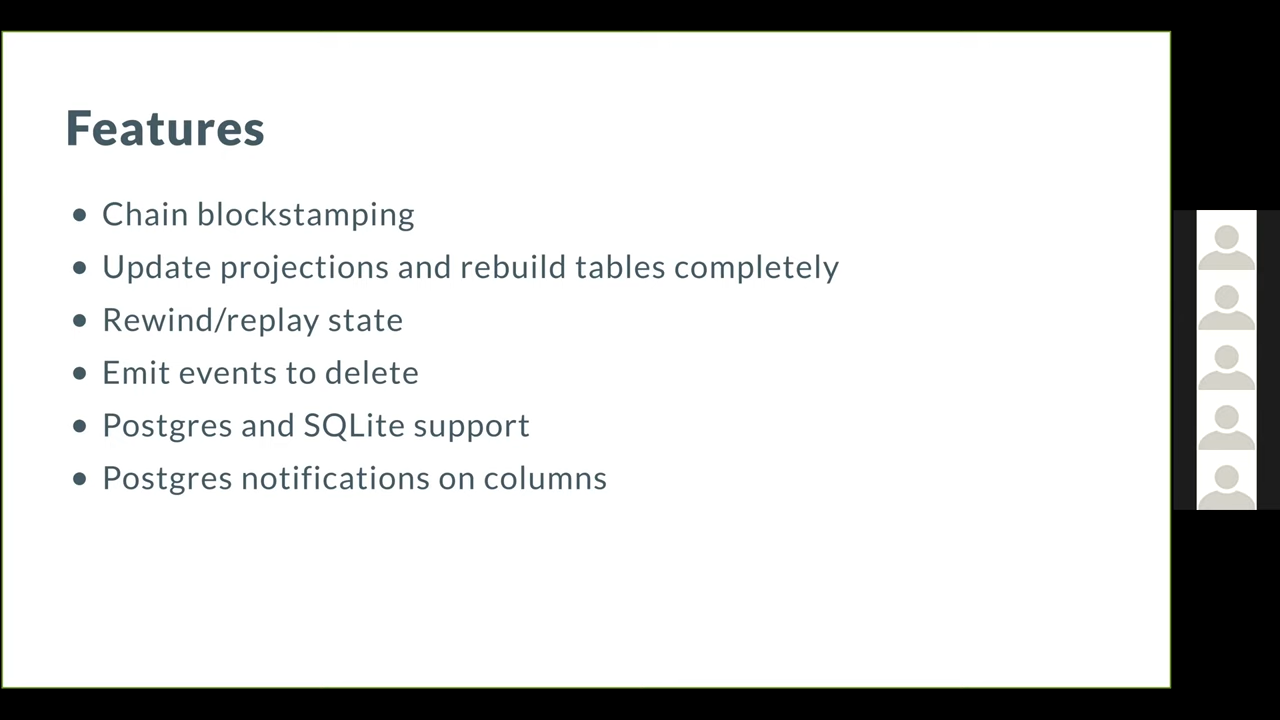 Features
Chain blockstamping
Update projections and rebuild tables completely
Rewind/replay state
Emit events to delete
Postgres and SQLite support
Postgres notifications on columns